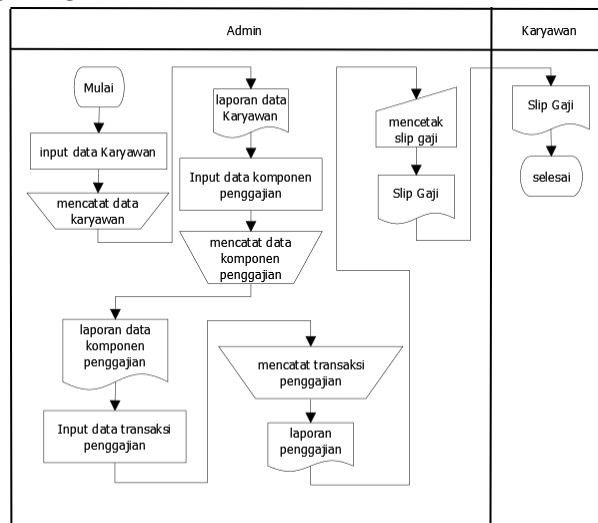 Admin
Karyawan
Mulai
input data Karyawan
mencatat data
karyawan
laporan data
Karyawan
Input data komponen
penggajian
mencatat data
komponen
penggajian
laporan data
komponen
penggajian
Input data transaksi
penggajian
mencatat transaksi
penggajian
laporan
penggajian
mencetak
slip gaji
Slip Gaji
Slip Gaji
selesai